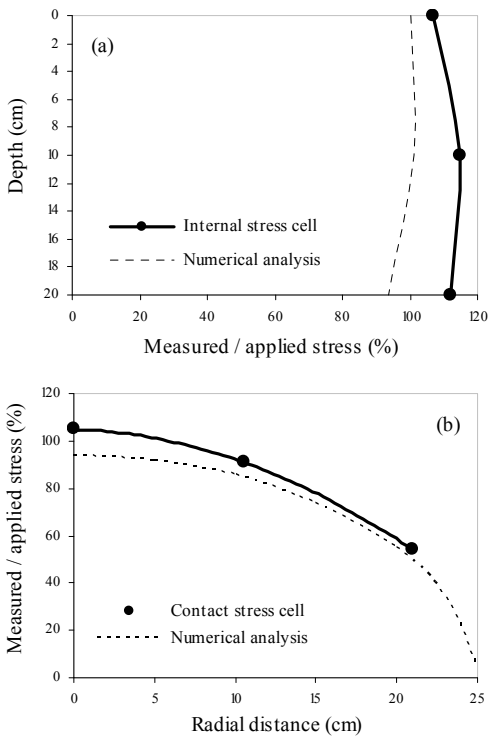 (a)
0
2
4
6
8
10
12
14
16
18
20
Depth (cm)
Internal stress cell
Numerical analysis
0 20 40 60 80 100 120
Measured / applied stress (%)
(b)
120
100
80
60
40
20
0
Measured / applied stress (%)
Contact stress cell
Numerical analysis
0 5 10 15 20 25
Radial distance (cm)